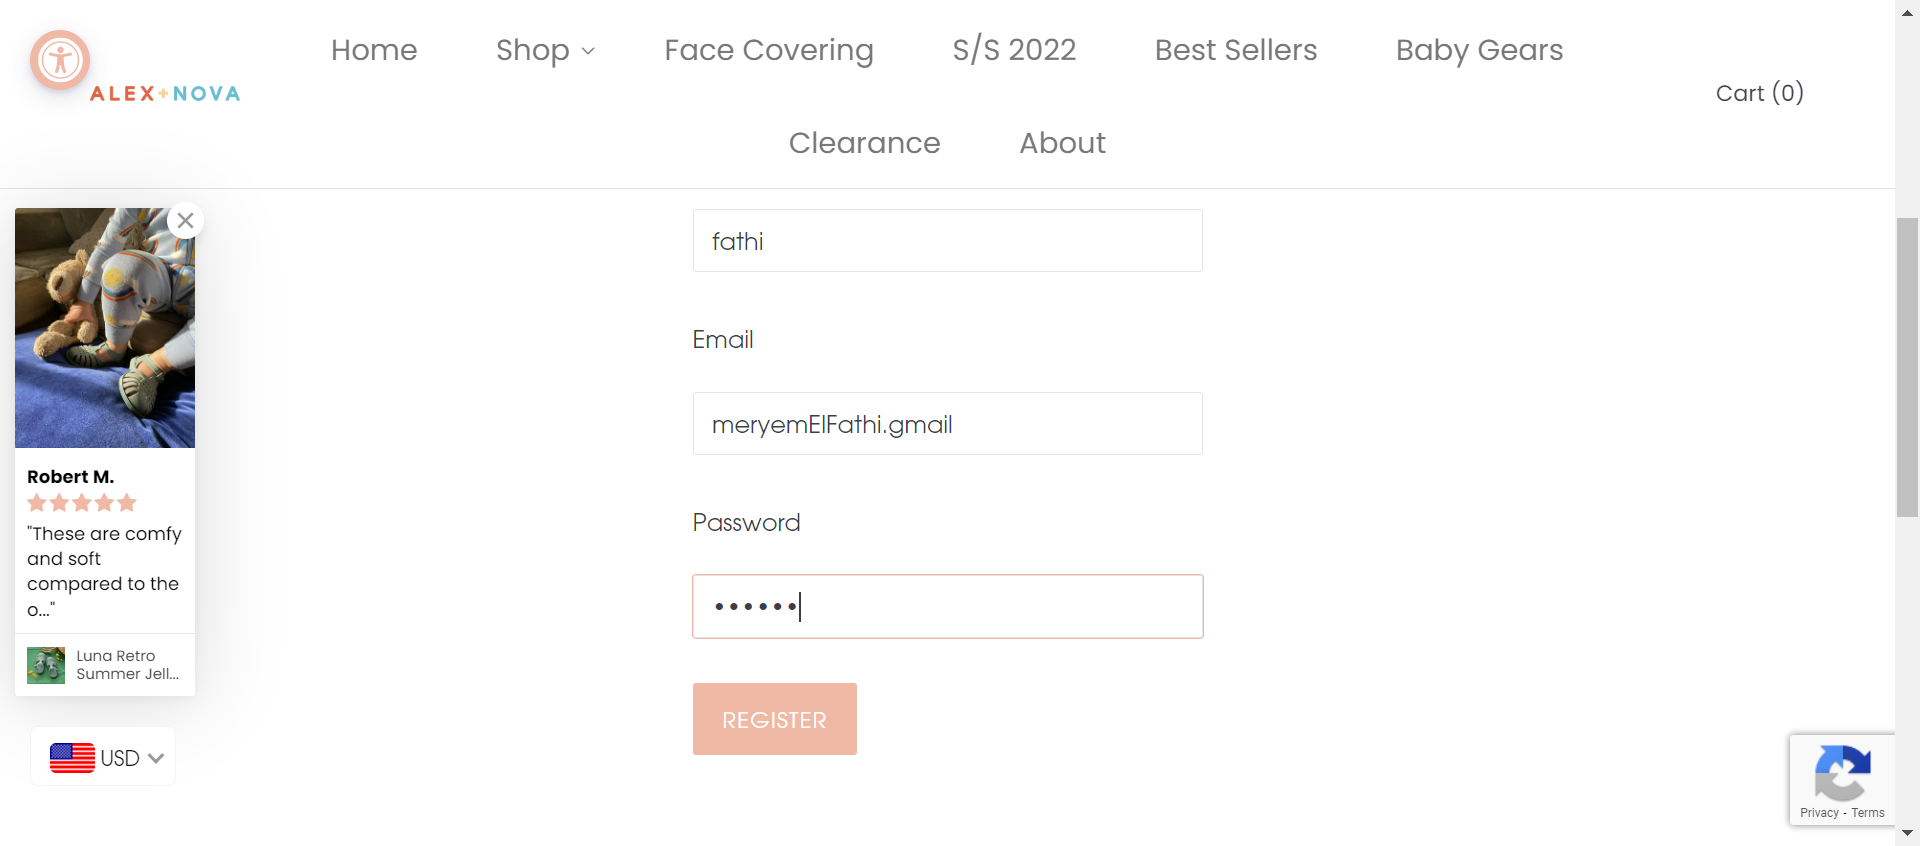 Home
Shop
Face Covering
S/S 2022
Best Sellers
Baby Gears
ALEX+NOVA
Cart (0)
Clearance
About
fathi
Email
meryemElFathi.gmail
Password
••••••
REGISTER
Robert M.
"These are comfy
and soft
compared to the
o..."
Luna Retro
Summer Jell...
USD
Privacy - Terms